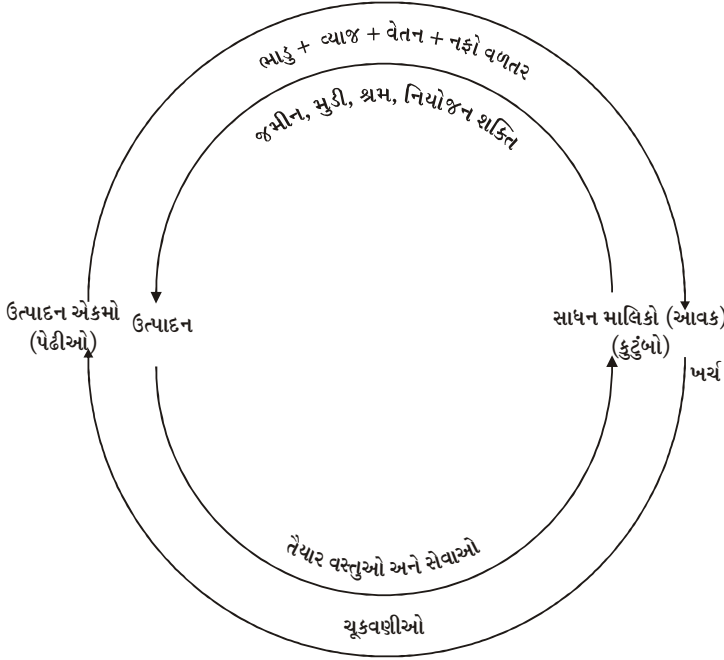 ભાડુ + વ્યાજ + વેતન + નફો વળતર
જમીન, મુડી, શ્રમ, નિયોજન શક્તિ
ઉત્પાદન એકમો
(પેઢીઓ)
ઉત્પાદન
સાધન માલિકો (આવક)
(કુટુંબો)
ખર્ચ
તૈયાર વસ્તુઓ અને સેવાઓ
ચૂકવણીઓ